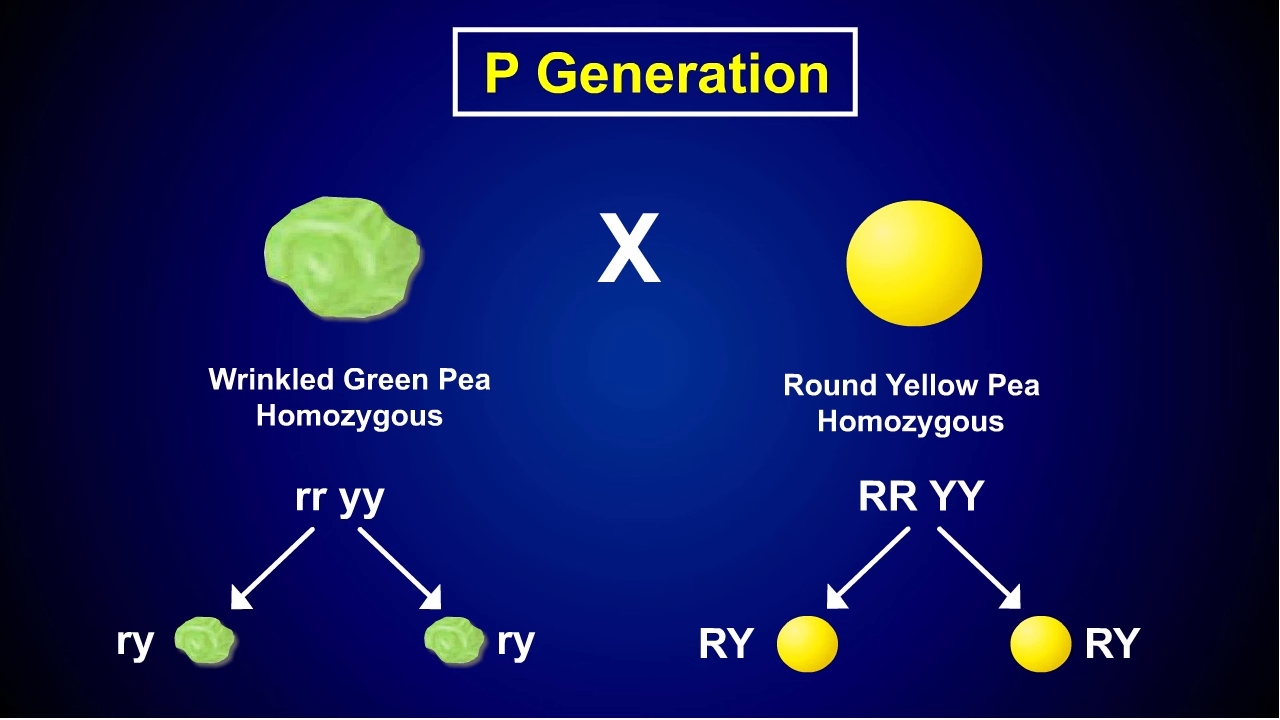 P Generation
X
Wrinkled Green Pea
Homozygous
Round Yellow Pea
Homozygous
rr yy
RR YY
ry
ry
RY
RY